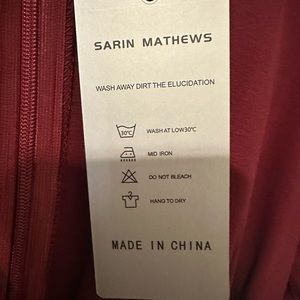 SARIN MATHEWS
WASH AWAY DIRT THE ELUCIDATION
30℃ WASH AT LOW30℃
MID IRON
DO NOT BLEACH
HANG TO DRY
MADE IN CHINA